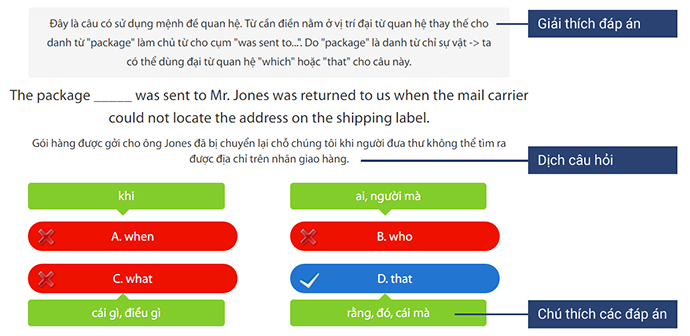 Đây là câu có sử dụng mệnh đề quan hệ. Từ cần điền nằm ở vị trí đại từ quan hệ thay thế cho
danh từ "package" làm chủ từ cho cụm "was sent to...". Do "package" là danh từ chỉ sự vật -> ta
có thể dùng đại từ quan hệ "which" hoặc "that" cho câu này.
Giải thích đáp án
The package _____ was sent to Mr. Jones was returned to us when the mail carrier
could not locate the address on the shipping label.
Gói hàng được gởi cho ông Jones đã bị chuyển lại chỗ chúng tôi khi người đưa thư không thể tìm ra
được địa chỉ trên nhãn giao hàng.
Dịch câu hỏi
khi
ai, người mà
A. when
B. who
C. what
D. that
cái gì, điều gì
rằng, đó, cái mà
Chú thích các đáp án